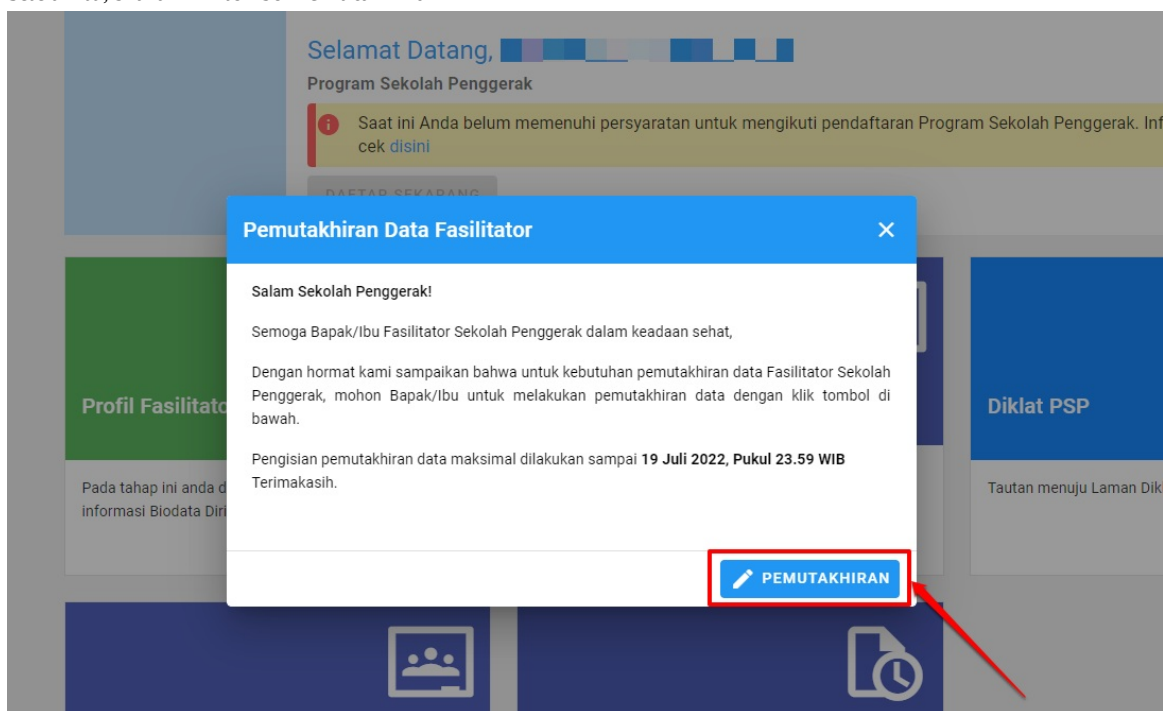 Selamat Datang,
Program Sekolah Penggerak
Saat ini Anda belum memenuhi persyaratan untuk mengikuti pendaftaran Program Sekolah Penggerak. Inf
cek disini
DAFTAR SEKARANG
Pemutakhiran Data Fasilitator
Salam Sekolah Penggerak!
Semoga Bapak/Ibu Fasilitator Sekolah Penggerak dalam keadaan sehat,
Dengan hormat kami sampaikan bahwa untuk kebutuhan pemutakhiran data Fasilitator Sekolah
Penggerak, mohon Bapak/Ibu untuk melakukan pemutakhiran data dengan klik tombol di
bawah.
Pengisian pemutakhiran data maksimal dilakukan sampai 19 Juli 2022, Pukul 23.59 WIB
Terimakasih.
PEMUTAKHIRAN
Profil Fasilitato
Pada tahap ini anda d
informasi Biodata Diri
Diklat PSP
Tautan menuju Laman Dik